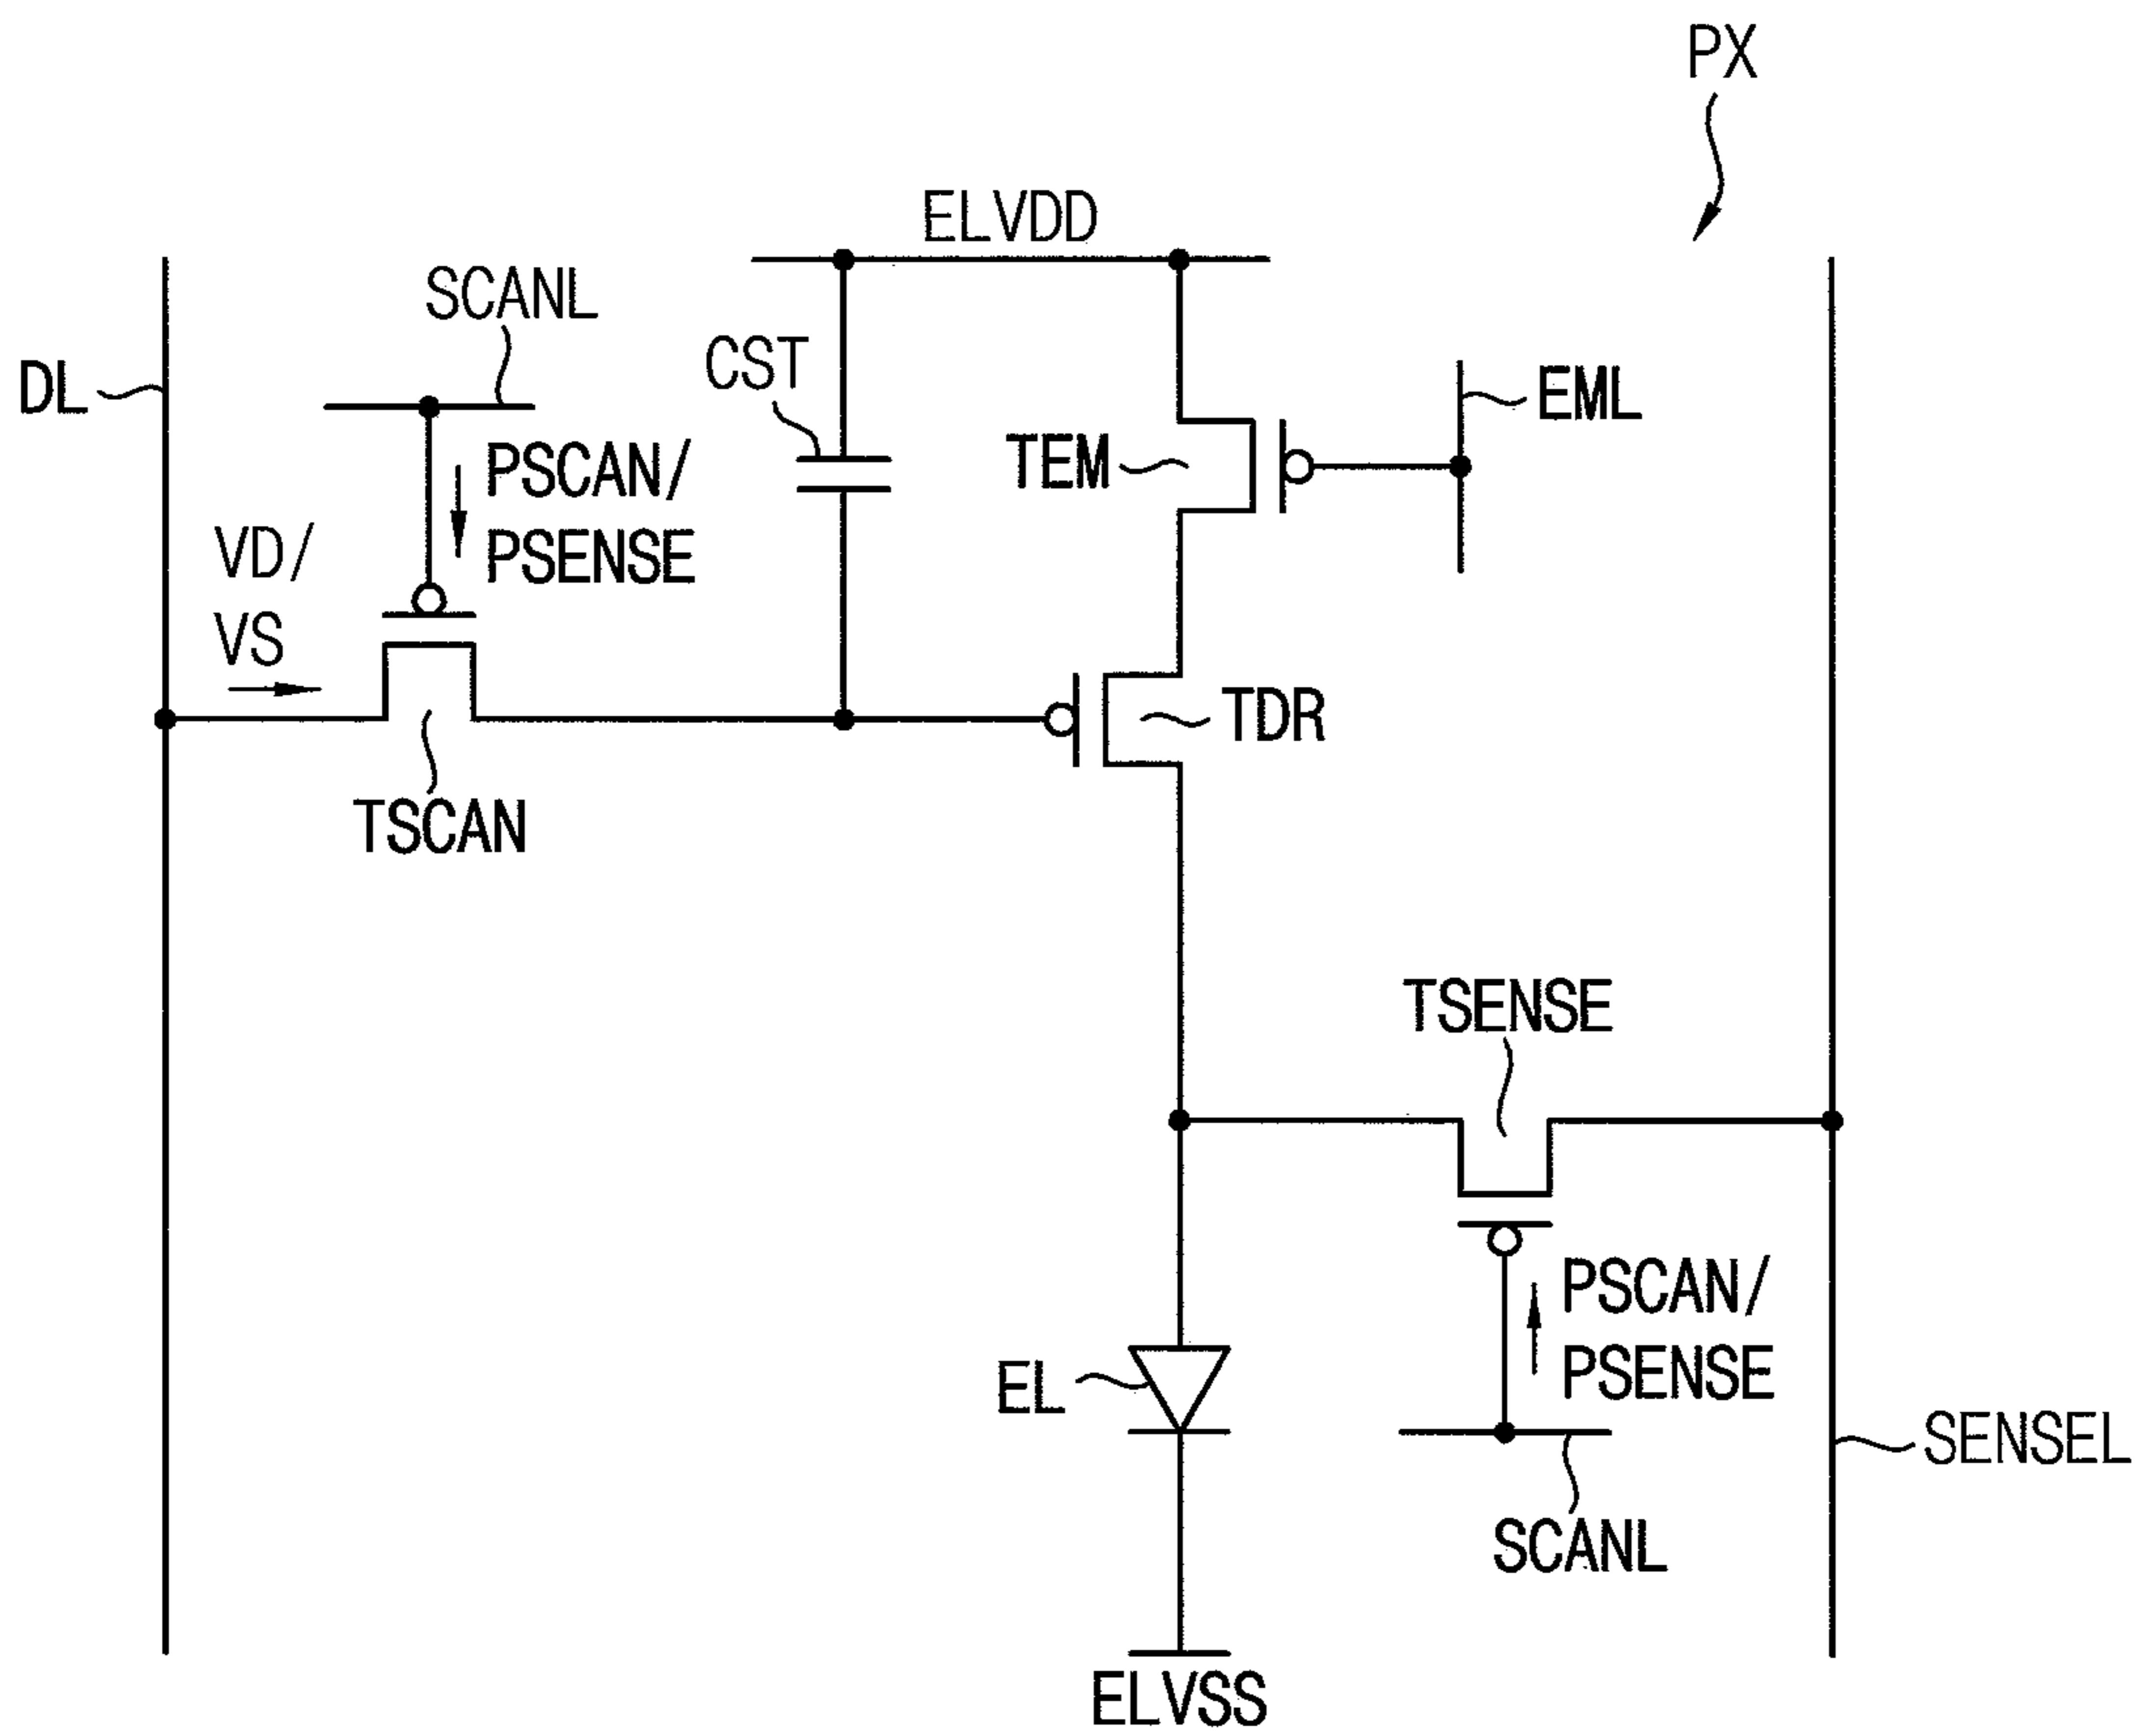 PX
ELVDD
SCANL
DL
CST
EML
TEM
PSCAN/
PSENSE
VD/
VS
TDR
TSCAN
TSENSE
PSCAN/
PSENSE
EL
SENSEL
SCANL
ELVSS